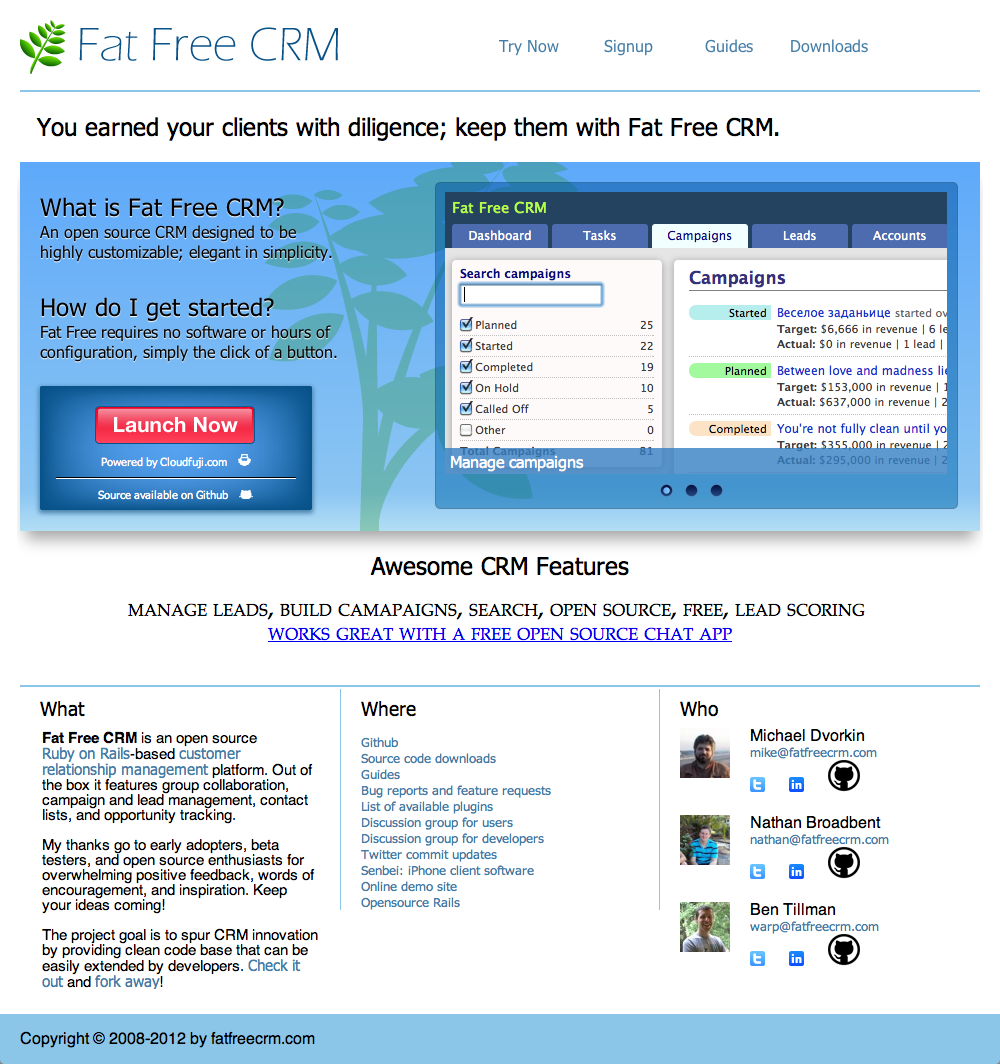 Fat Free CRM
Try Now Signup Guides Downloads
You earned your clients with diligence; keep them with Fat Free CRM.
What is Fat Free CRM?
An open source CRM designed to be
highly customizable; elegant in simplicity.
How do I get started?
Fat Free requires no software or hours of
configuration, simply the click of a button.
Launch Now
Powered by Cloudfuji.com
Source available on Github
Fat Free CRM
Dashboard Tasks Campaigns Leads Accounts
Search campaigns
Planned 25
Started 22
Completed 19
On Hold 10
Called Off 5
Other 0
Total Campaigns 81
Campaigns
Started Веселое заданьице started ov
Target: $6,666 in revenue | 6 le
Actual: $0 in revenue | 1 lead |
Planned Between love and madness lie
Target: $153,000 in revenue | 1
Actual: $637,000 in revenue | 2
Completed You're not fully clean until yo
Target: $355,000 in revenue | 2
Actual: $295,000 in revenue | 2
Manage campaigns
Awesome CRM Features
MANAGE LEADS, BUILD CAMAPAIGNS, SEARCH, OPEN SOURCE, FREE, LEAD SCORING
WORKS GREAT WITH A FREE OPEN SOURCE CHAT APP
What
Fat Free CRM is an open source
Ruby on Rails-based customer
relationship management platform. Out of
the box it features group collaboration,
campaign and lead management, contact
lists, and opportunity tracking.
My thanks go to early adopters, beta
testers, and open source enthusiasts for
overwhelming positive feedback, words of
encouragement, and inspiration. Keep
your ideas coming!
The project goal is to spur CRM innovation
by providing clean code base that can be
easily extended by developers. Check it
out and fork away!
Where
Github
Source code downloads
Guides
Bug reports and feature requests
List of available plugins
Discussion group for users
Discussion group for developers
Twitter commit updates
Senbei: iPhone client software
Online demo site
Opensource Rails
Who
Michael Dvorkin
mike@fatfreecrm.com
Nathan Broadbent
nathan@fatfreecrm.com
Ben Tillman
warp@fatfreecrm.com
Copyright © 2008-2012 by fatfreecrm.com